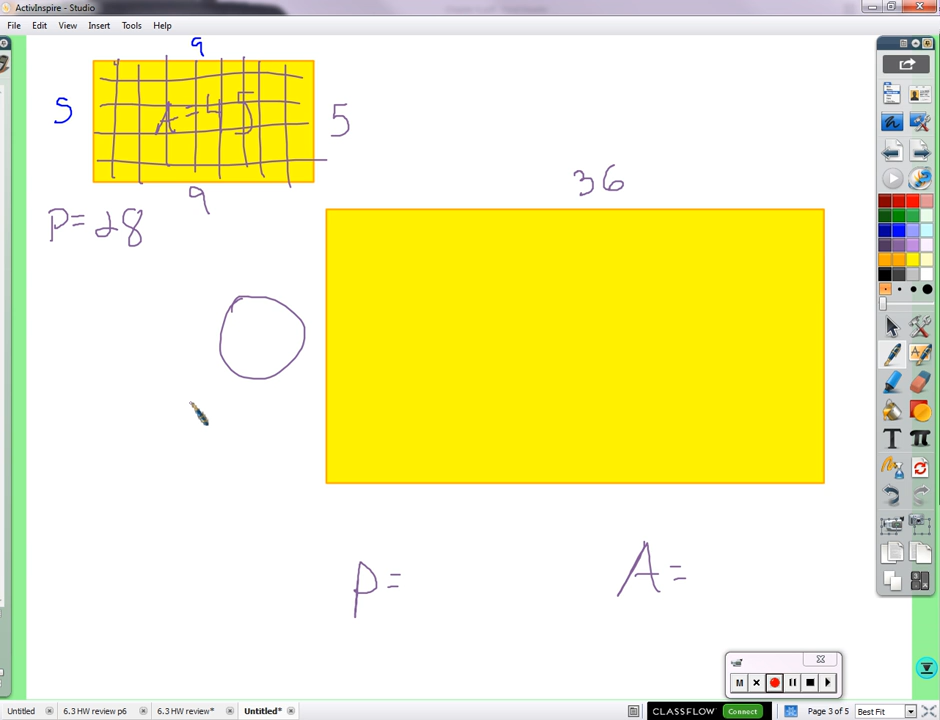 ActivInspire - Studio
File Edit View Insert Tools
9
5
A=45
5
9
P=28
36
P=
A=
M
CLASSFLOW Connect
Untitled 6.3 HW review p6 6.3 HW review* Untitled* Page 3 of 5 Best Fit